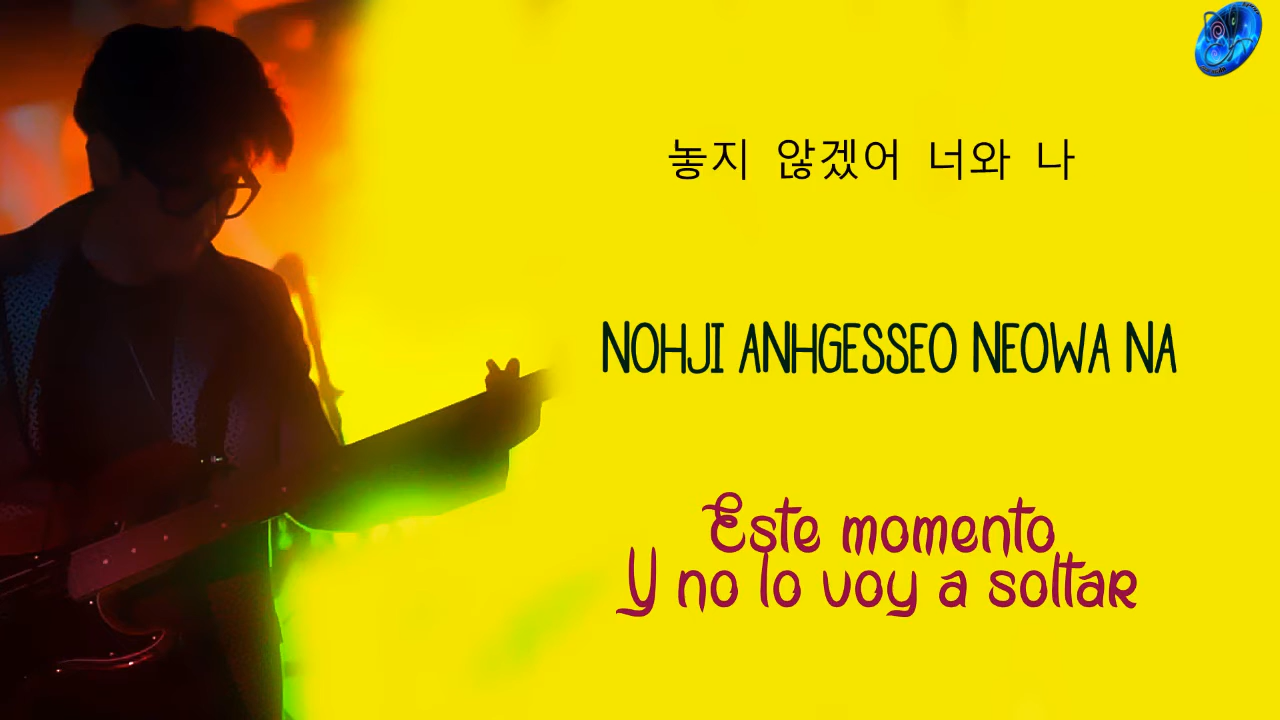 놓지 않겠어 너와 나
NOHJI ANHGESSEO NEOWA NA
Este momento
Y no lo voy a soltar